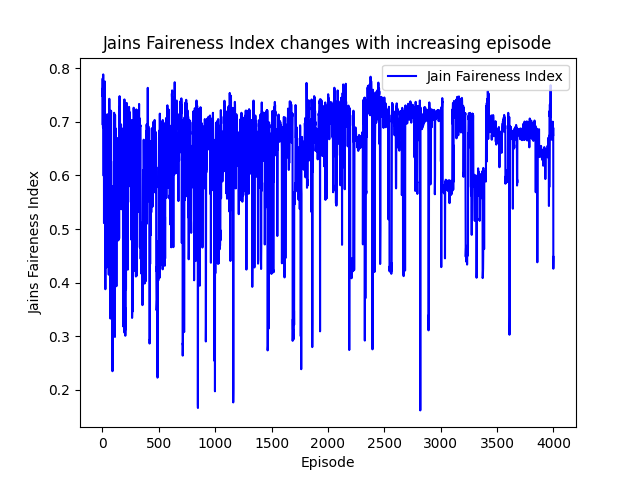 Jains Faireness Index changes with increasing episode
Jain Faireness Index
Jains Faireness Index
0.8
0.7
0.6
0.5
0.4
0.3
0.2
0 500 1000 1500 2000 2500 3000 3500 4000
Episode